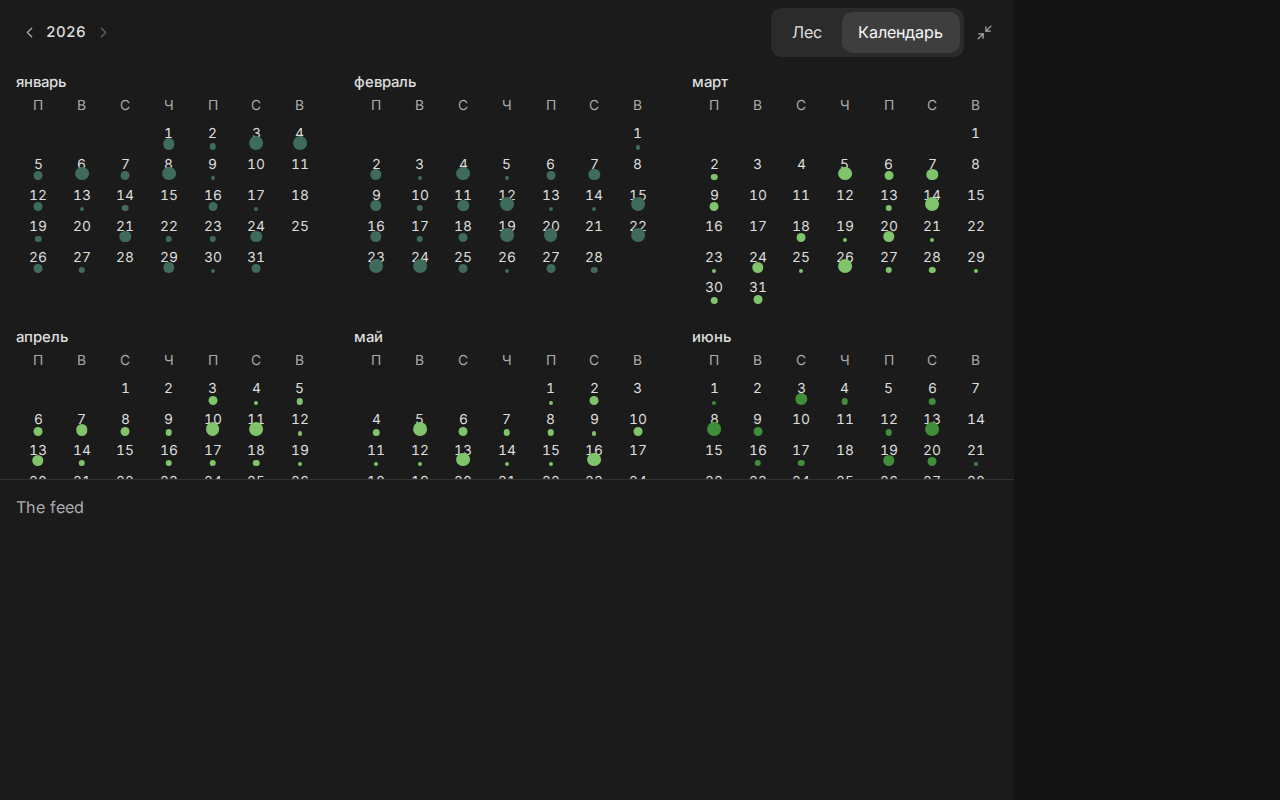 2026
Лес Календарь
январь февраль март
П В С Ч П С В П В С Ч П С В П В С Ч П С В
1 2 3 4 1 1
5 6 7 8 9 10 11 2 3 4 5 6 7 8 2 3 4 5 6 7 8
12 13 14 15 16 17 18 9 10 11 12 13 14 15 9 10 11 12 13 14 15
19 20 21 22 23 24 25 16 17 18 19 20 21 22 16 17 18 19 20 21 22
26 27 28 29 30 31 23 24 25 26 27 28 23 24 25 26 27 28 29
30 31
апрель май июнь
П В С Ч П С В П В С Ч П С В П В С Ч П С В
1 2 3 4 5 1 2 3 1 2 3 4 5 6 7
6 7 8 9 10 11 12 4 5 6 7 8 9 10 8 9 10 11 12 13 14
13 14 15 16 17 18 19 11 12 13 14 15 16 17 15 16 17 18 19 20 21
The feed